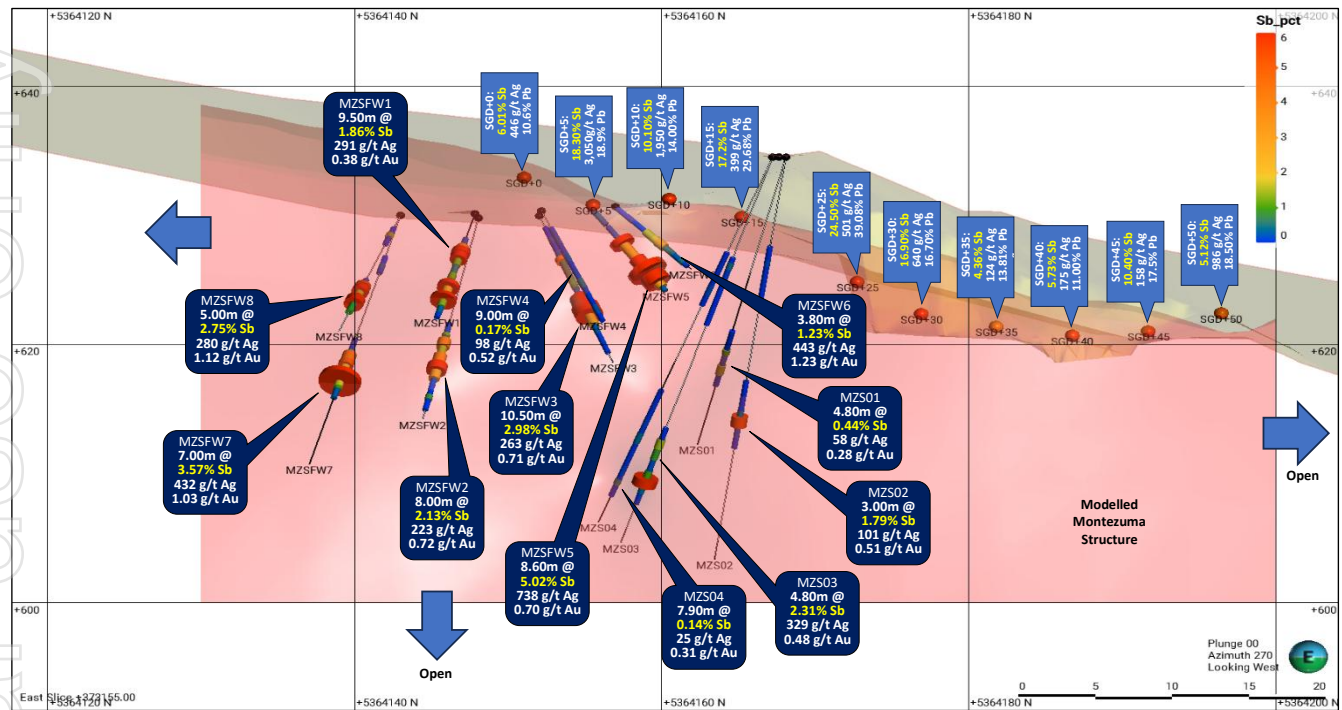 +5364120 N
+5364140 N
+5364160 N
+5364180 N
+5364200 N
Sb_pct
6
5
4
3
2
1
0
+640
+640
SGD+0:
6.01% Sb
446 g/t Ag
10.6% Pb
SGD+5:
18.30% Sb
3,050g/t Ag
18.9% Pb
SGD+10:
10.10% Sb
1,950 g/t Ag
14.00% Pb
SGD+15:
17.2% Sb
399 g/t Ag
29.68% Pb
SGD+25:
24.50% Sb
501 g/t Ag
39.08% Pb
SGD+30:
16.90% Sb
640 g/t Ag
16.70% Pb
SGD+35:
4.36% Sb
124 g/t Ag
13.81% Pb
SGD+40:
5.73% Sb
177 g/t Ag
11.00% Pb
SGD+45:
10.40% Sb
158 g/t Ag
17.5% Pb
SGD+50:
5.12% Sb
986 g/t Ag
18.50% Pb
MZSFW1
9.50m @
1.86% Sb
291 g/t Ag
0.38 g/t Au
SGD+0
SGD+5
SGD+10
SGD+15
SGD+25
SGD+30
SGD+35
SGD+40
SGD+45
SGD+50
MZSFW8
5.00m @
2.75% Sb
280 g/t Ag
1.12 g/t Au
MZSFW8
MZSFW1
MZSFW4
9.00m @
0.17% Sb
98 g/t Ag
0.52 g/t Au
MZSFW4
MZSFW3
MZSFW5
MZSFW6
3.80m @
1.23% Sb
443 g/t Ag
1.23 g/t Au
+620
+620
MZSFW7
7.00m @
3.57% Sb
432 g/t Ag
1.03 g/t Au
MZSFW7
MZSFW2
MZSFW3
10.50m @
2.98% Sb
263 g/t Ag
0.71 g/t Au
MZS01
4.80m @
0.44% Sb
58 g/t Ag
0.28 g/t Au
MZS01
MZSFW2
8.00m @
2.13% Sb
223 g/t Ag
0.72 g/t Au
MZS02
3.00m @
1.79% Sb
101 g/t Ag
0.51 g/t Au
Open
Modelled
Montezuma
Structure
MZS04
MZS03
MZS02
MZSFW5
8.60m @
5.02% Sb
738 g/t Ag
0.70 g/t Au
MZS04
7.90m @
0.14% Sb
25 g/t Ag
0.31 g/t Au
MZS03
4.80m @
2.31% Sb
329 g/t Ag
0.48 g/t Au
+600
+600
Open
Plunge 00
Azimuth 270
Looking West
E
0
5
10
15
20
East Slice +373155.00
+5364120 N
+5364140 N
+5364160 N
+5364180 N
+5364200 N